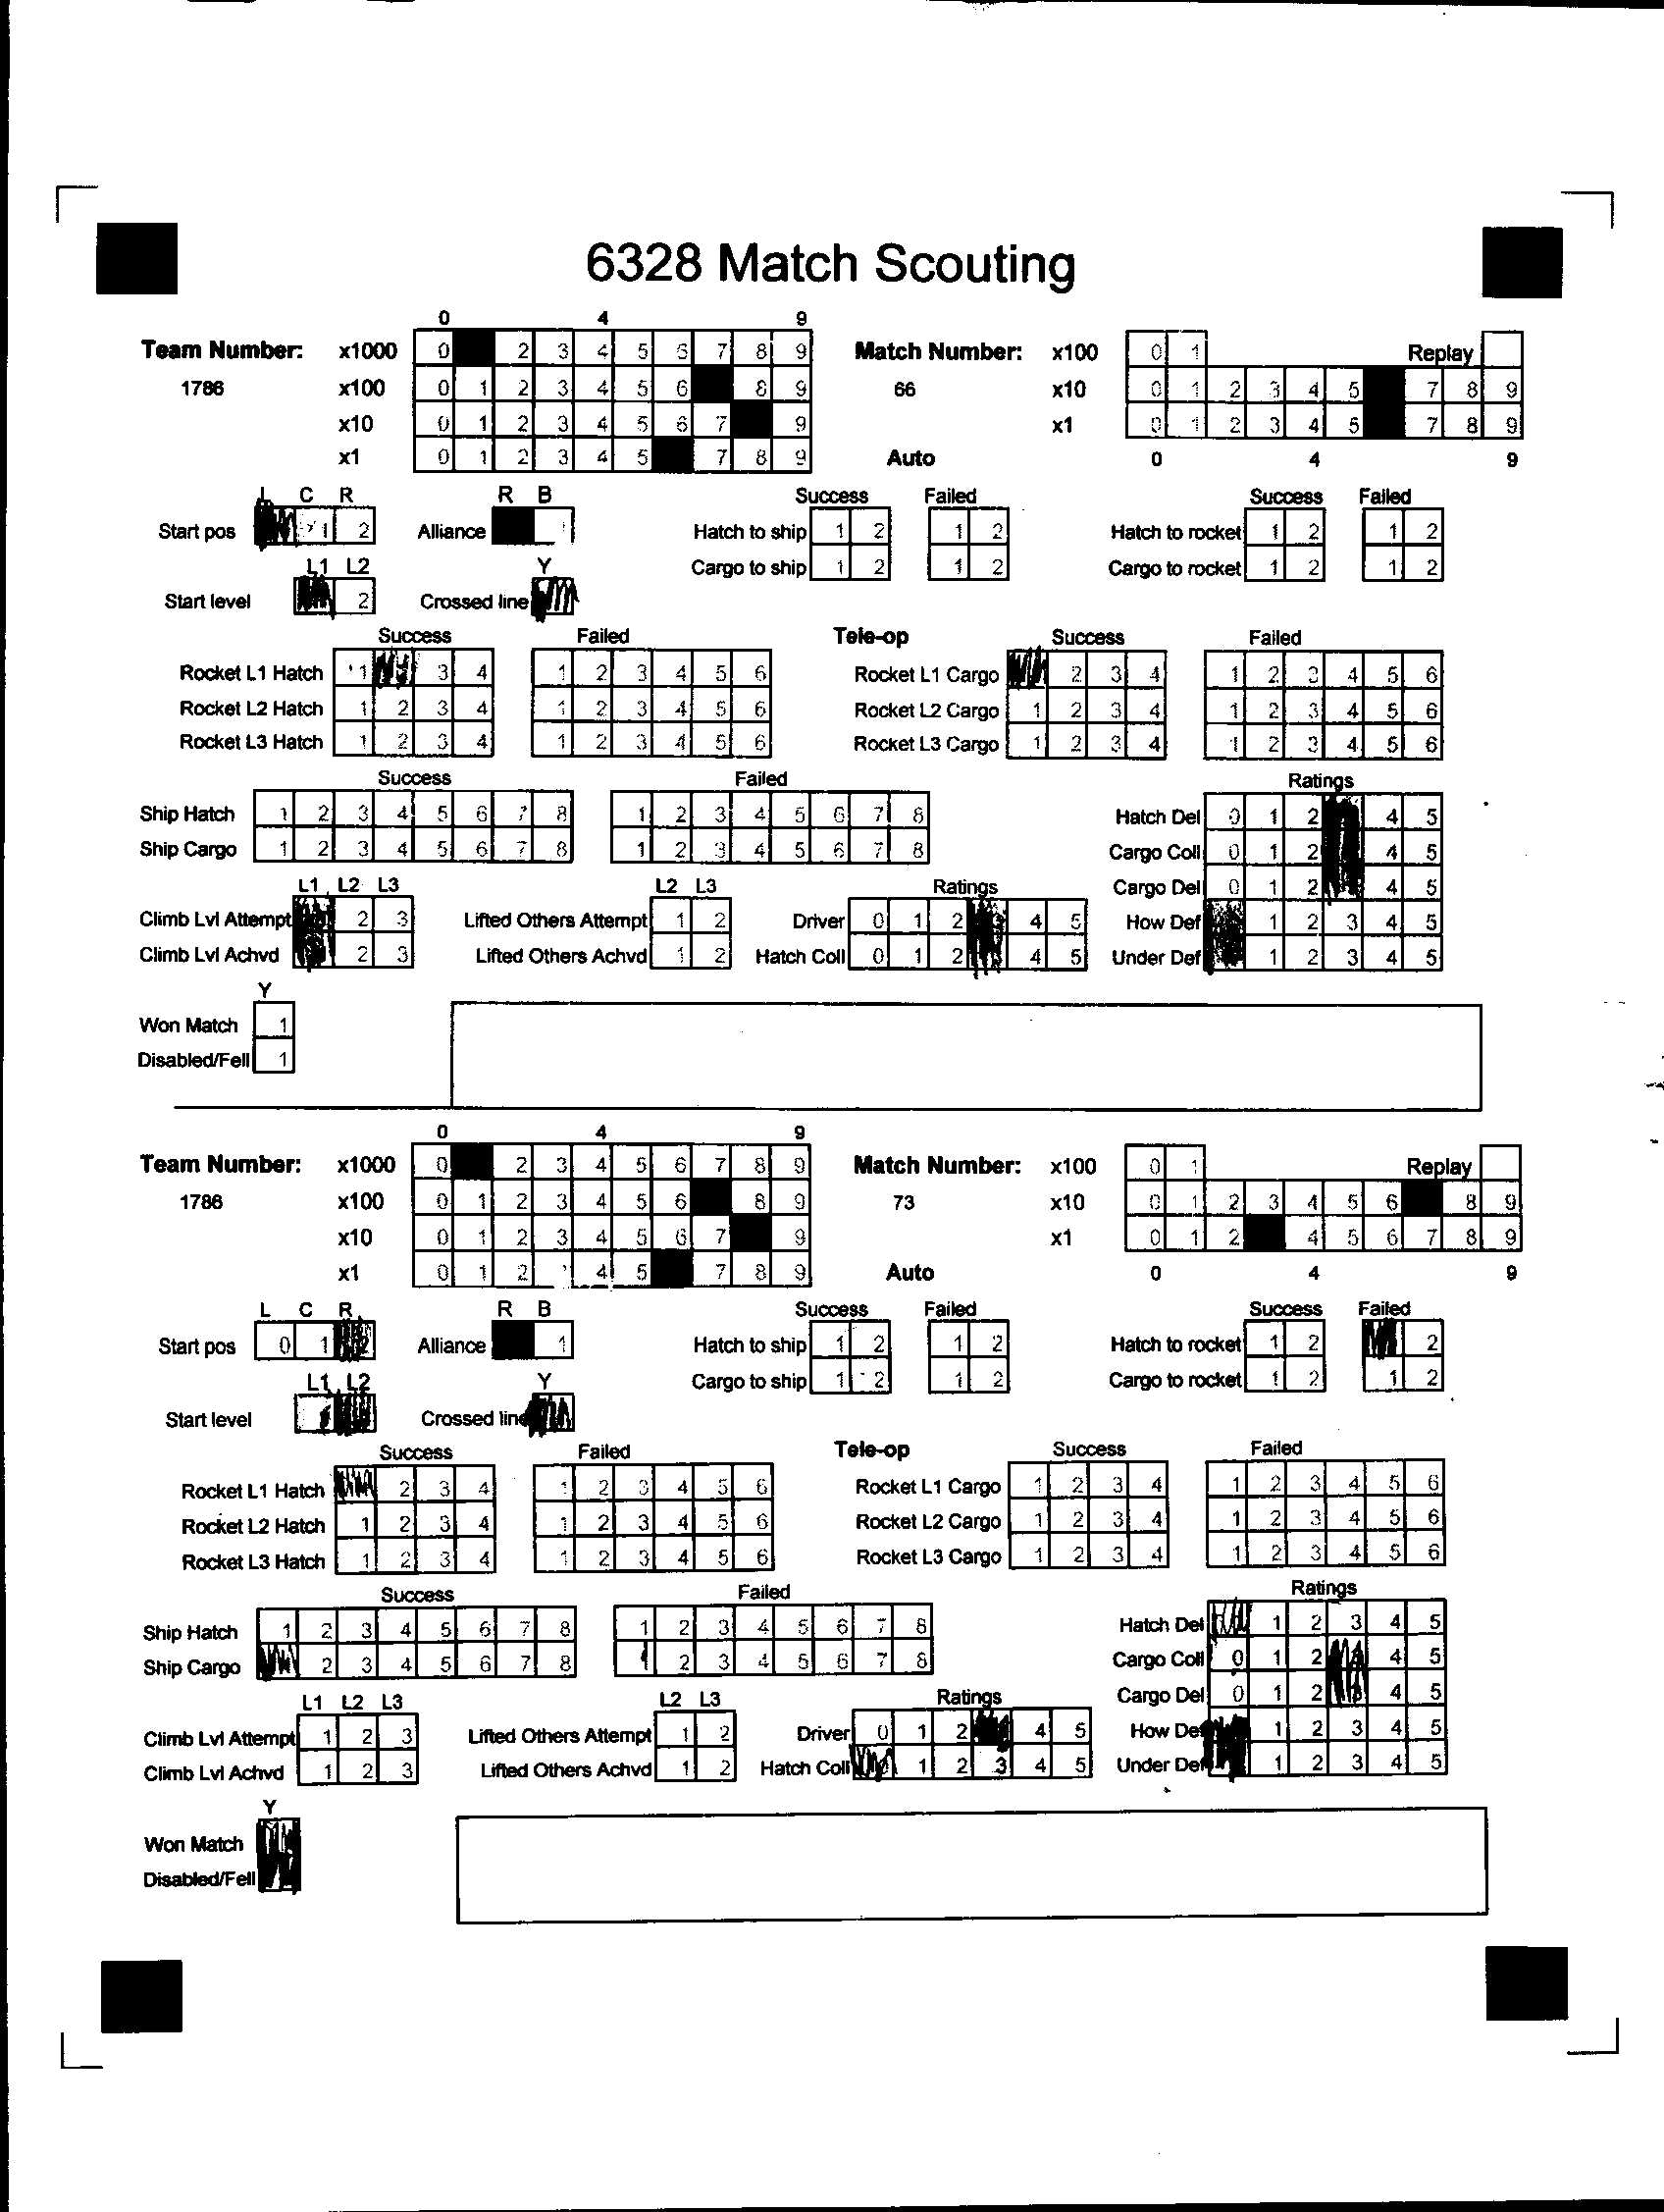 6328 Match Scouting
0 4 9
Team Number: x1000 0 2 3 4 5 6 7 8 9 Match Number: x100 0 1 Replay
1786 x100 0 1 2 3 4 5 6 8 9 66 x10 0 1 2 3 4 5 7 8 9
x10 0 1 2 3 4 5 6 7 9 x1 0 1 2 3 4 5 7 8 9
x1 0 1 2 3 4 5 7 8 9 Auto 0 4 9
L C R R B Success Failed Success Failed
Start pos 1 2 Alliance 1 Hatch to ship 1 2 1 2 Hatch to rocket 1 2 1 2
L1 L2 Y Cargo to ship 1 2 1 2 Cargo to rocket 1 2 1 2
Start level 2 Crossed line
Success Failed Tele-op Success Failed
Rocket L1 Hatch 1 3 4 1 2 3 4 5 6 Rocket L1 Cargo 2 3 4 1 2 3 4 5 6
Rocket L2 Hatch 1 2 3 4 1 2 3 4 5 6 Rocket L2 Cargo 1 2 3 4 1 2 3 4 5 6
Rocket L3 Hatch 1 2 3 4 1 2 3 4 5 6 Rocket L3 Cargo 1 2 3 4 1 2 3 4 5 6
Success Failed Ratings
Ship Hatch 1 2 3 4 5 6 7 8 1 2 3 4 5 6 7 8 Hatch Del 0 1 2 4 5
Ship Cargo 1 2 3 4 5 6 7 8 1 2 3 4 5 6 7 8 Cargo Coll 0 1 2 4 5
L1 L2 L3 L2 L3 Ratings Cargo Del 0 1 2 4 5
Climb Lvl Attempt 2 3 Lifted Others Attempt 1 2 Driver 0 1 2 4 5 How Def 1 2 3 4 5
Climb Lvl Achvd 2 3 Lifted Others Achvd 1 2 Hatch Coll 0 1 2 4 5 Under Def 1 2 3 4 5
Y
Won Match 1
Disabled/Fell 1
0 4 9
Team Number: x1000 0 2 3 4 5 6 7 8 9 Match Number: x100 0 1 Replay
1786 x100 0 1 2 3 4 5 6 8 9 73 x10 0 1 2 3 4 5 6 8 9
x10 0 1 2 3 4 5 6 7 9 x1 0 1 2 4 5 6 7 8 9
x1 0 1 2 4 5 7 8 9 Auto 0 4 9
L C R R B Success Failed Success Failed
Start pos 0 1 2 Alliance 1 Hatch to ship 1 2 1 2 Hatch to rocket 1 2 2
L1 L2 Y Cargo to ship 1 2 1 2 Cargo to rocket 1 2 1 2
Start level 1 Crossed line
Success Failed Tele-op Success Failed
Rocket L1 Hatch 2 3 4 1 2 3 4 5 6 Rocket L1 Cargo 1 2 3 4 1 2 3 4 5 6
Rocket L2 Hatch 1 2 3 4 1 2 3 4 5 6 Rocket L2 Cargo 1 2 3 4 1 2 3 4 5 6
Rocket L3 Hatch 1 2 3 4 1 2 3 4 5 6 Rocket L3 Cargo 1 2 3 4 1 2 3 4 5 6
Success Failed Ratings
Ship Hatch 1 2 3 4 5 6 7 8 1 2 3 4 5 6 7 8 Hatch Del 1 2 3 4 5
Ship Cargo 2 3 4 5 6 7 8 1 2 3 4 5 6 7 8 Cargo Coll 0 1 2 4 5
L1 L2 L3 L2 L3 Ratings Cargo Del 0 1 2 3 4 5
Climb Lvl Attempt 1 2 3 Lifted Others Attempt 1 2 Driver 0 1 2 4 5 How Def 1 2 3 4 5
Climb Lvl Achvd 1 2 3 Lifted Others Achvd 1 2 Hatch Coll 1 2 3 4 5 Under Def 1 2 3 4 5
Y
Won Match
Disabled/Fell